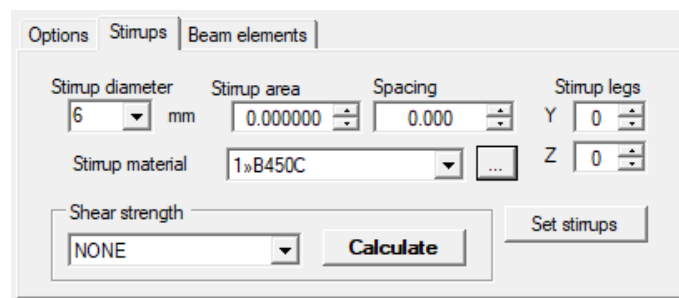 Options Stirrups Beam elements
Stirrup diameter Stirrup area Spacing Stirrup legs
6 mm 0.000000 0.000 Y 0
Stirrup material 1»B450C ... Z 0
Shear strength
NONE Calculate Set stirrups